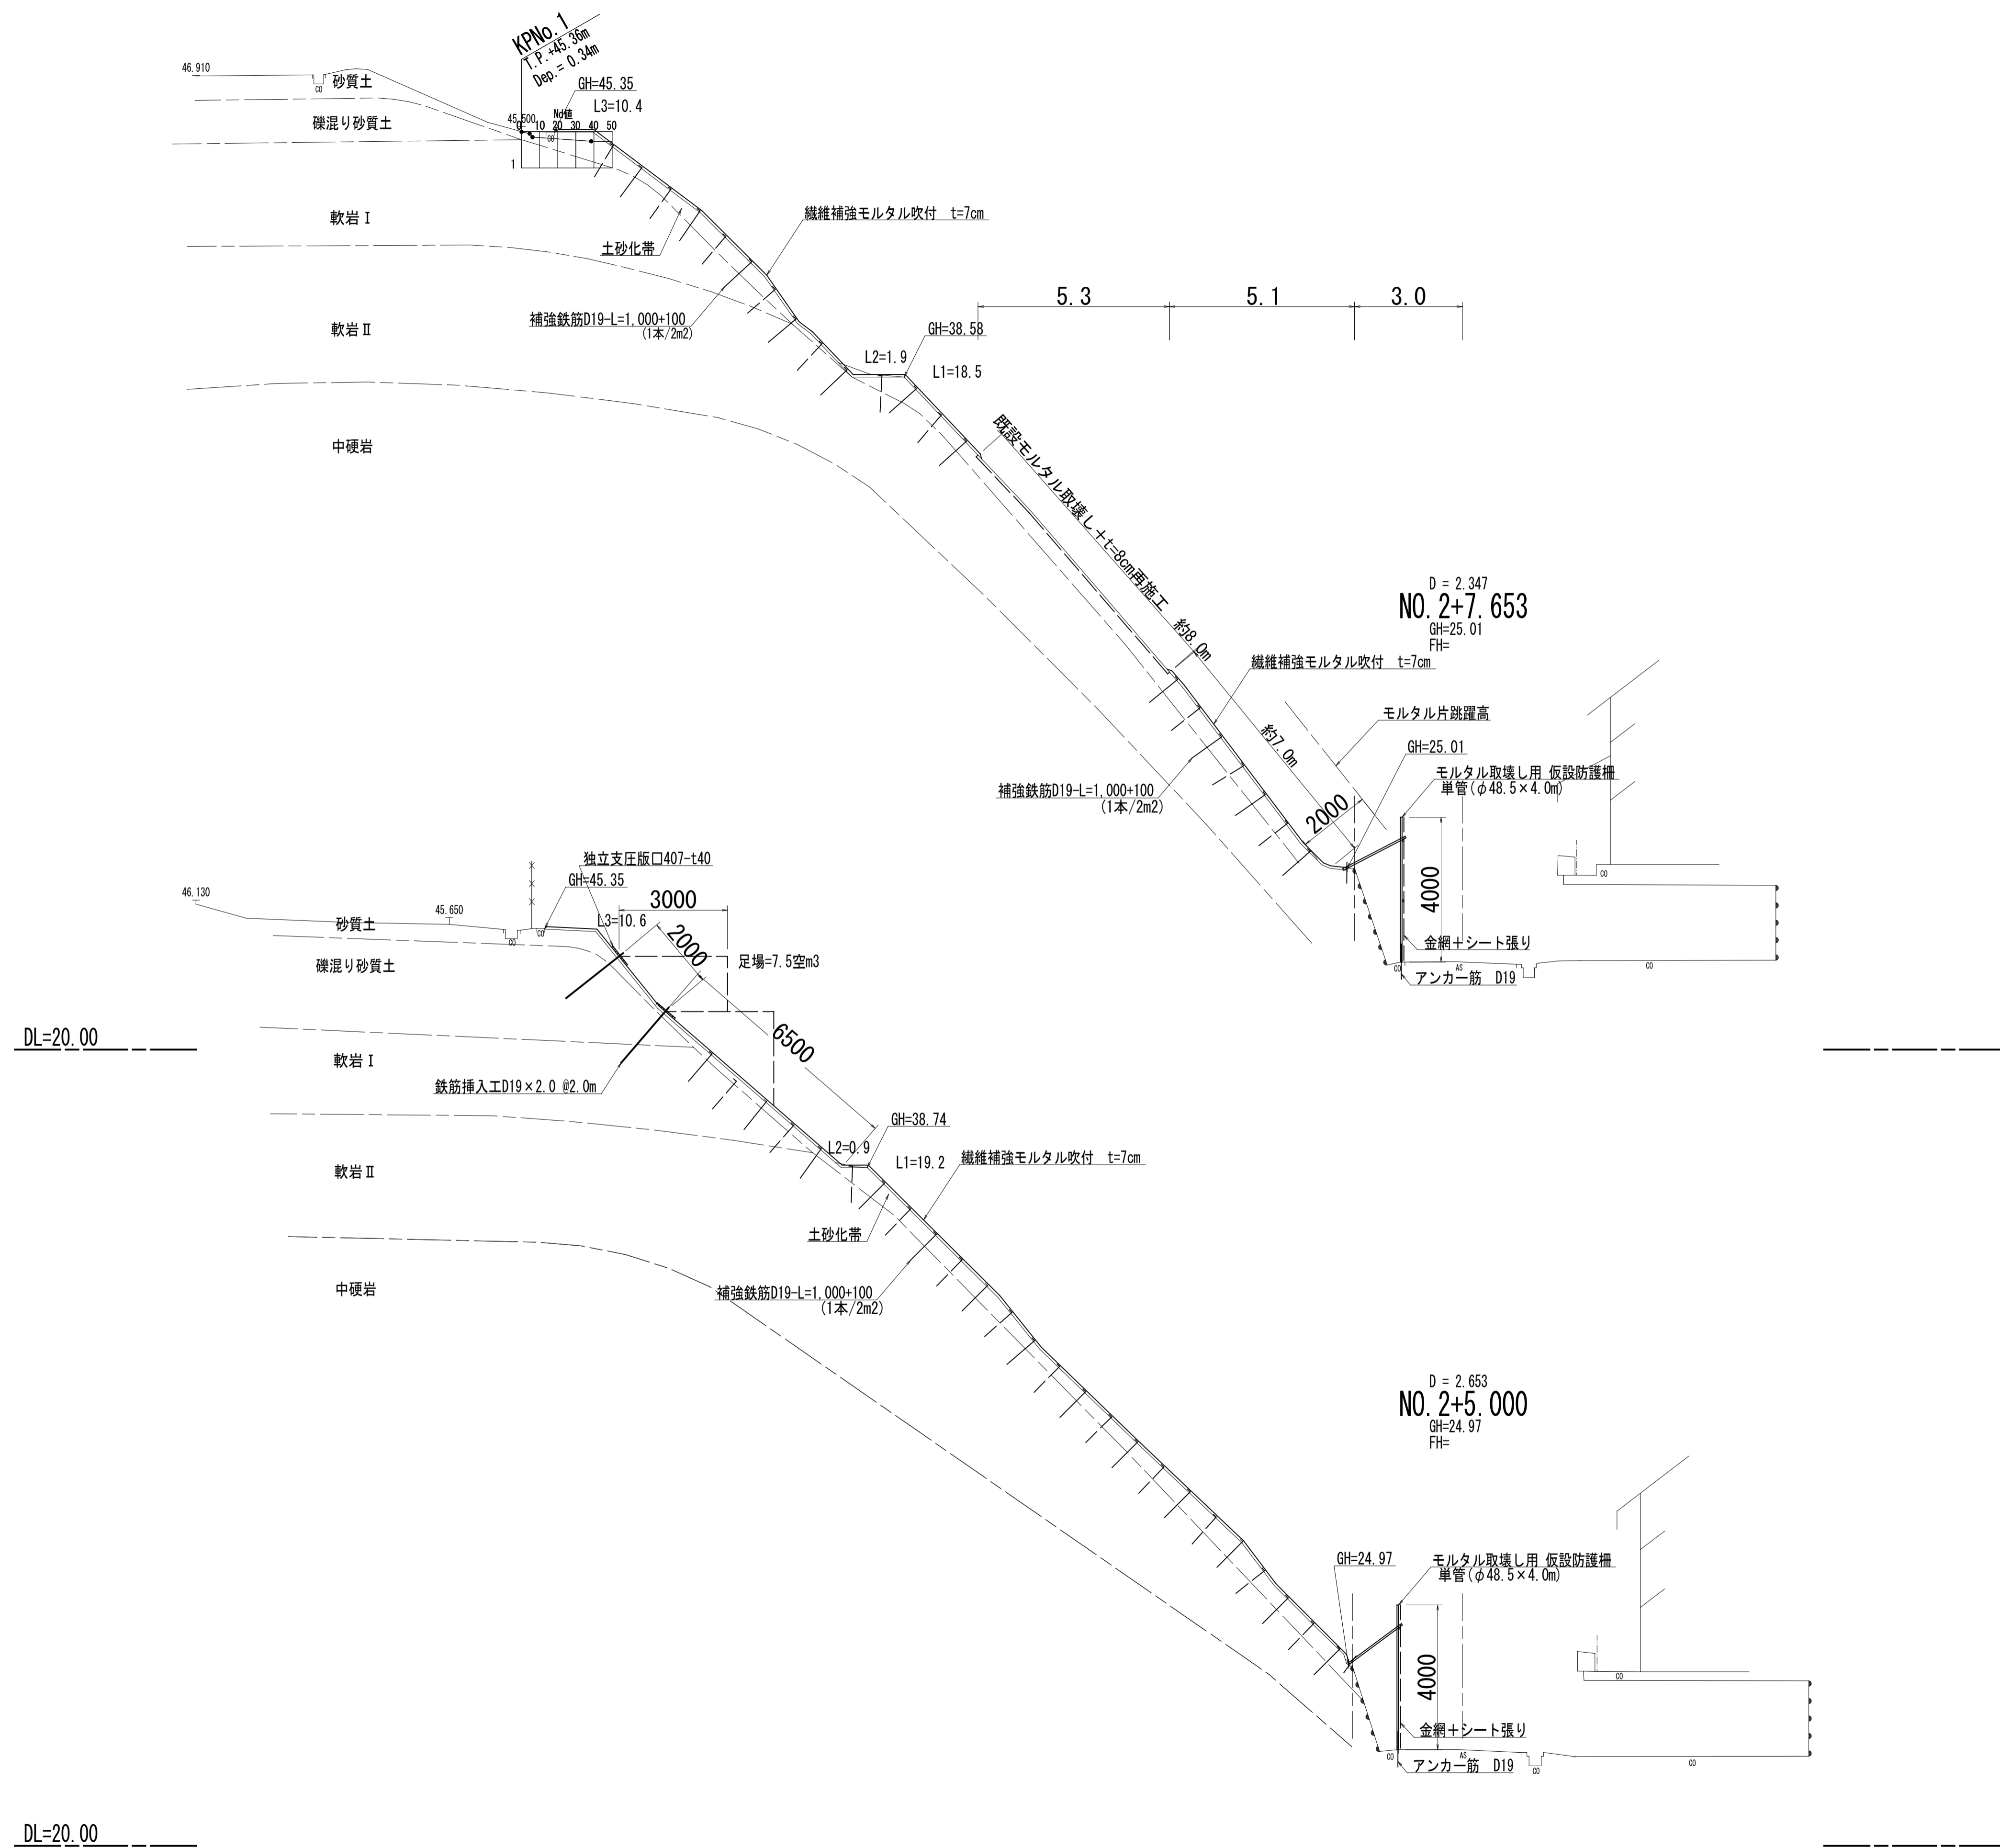 KPNo. 1
T.P. +45.36m
Dep.= 0.34m
46.910
砂質土
CO
GH=45.35
Nd値
L3=10.4
45.500
0 10 20 30 40 50
CO
1
礫混り砂質土
軟岩Ⅰ
土砂化帯
繊維補強モルタル吹付 t=7cm
補強鉄筋D19-L=1,000+100
(1本/2m2)
軟岩Ⅱ
5.3 5.1 3.0
GH=38.58
L2=1.9
L1=18.5
中硬岩
既設モルタル取壊し+t=8cm再施工 約8.0m
D = 2.347
NO. 2+7.653
GH=25.01
FH=
繊維補強モルタル吹付 t=7cm
モルタル片跳躍高
約7.0m
GH=25.01
モルタル取壊し用 仮設防護柵
単管(φ48.5×4.0m)
補強鉄筋D19-L=1,000+100
(1本/2m2)
2000
4000
CO
金網+シート張り
CO
AS
CO
アンカー筋 D19
DL=20.00
独立支圧版口407-t40
GH=45.35
46.130
45.650
3000
L3=10.6
砂質土
CO
CO
2000
足場=7.5空m3
礫混り砂質土
6500
軟岩Ⅰ
鉄筋挿入工D19×2.0 @2.0m
GH=38.74
L2=0.9
L1=19.2
繊維補強モルタル吹付 t=7cm
軟岩Ⅱ
土砂化帯
中硬岩
補強鉄筋D19-L=1,000+100
(1本/2m2)
D = 2.653
NO. 2+5.000
GH=24.97
FH=
GH=24.97
モルタル取壊し用 仮設防護柵
単管(φ48.5×4.0m)
4000
CO
金網+シート張り
CO
AS
CO
CO
アンカー筋 D19
DL=20.00